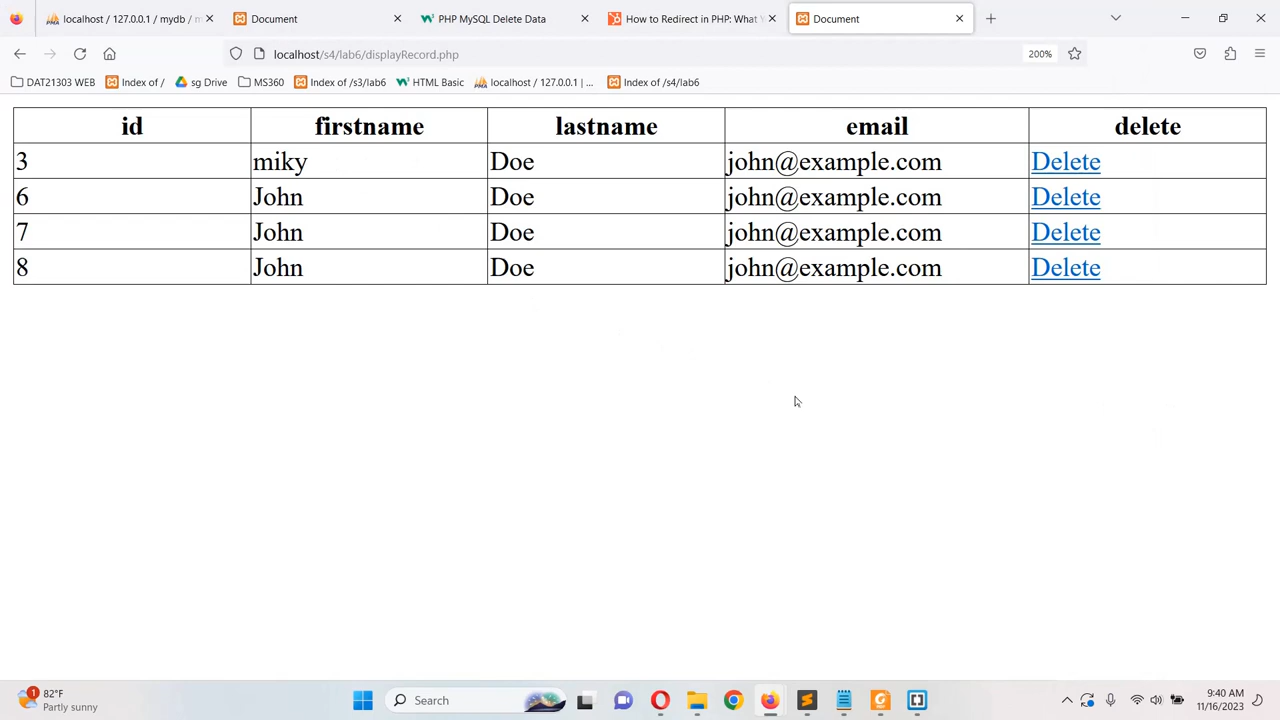 localhost / 127.0.0.1 / mydb / m
Document
PHP MySQL Delete Data
How to Redirect in PHP: What Y
Document
localhost/s4/lab6/displayRecord.php
200%
DAT21303 WEB
Index of /
sg Drive
MS360
Index of /s3/lab6
HTML Basic
localhost / 127.0.0.1 | ...
Index of /s4/lab6
id firstname lastname email delete
3 miky Doe john@example.com Delete
6 John Doe john@example.com Delete
7 John Doe john@example.com Delete
8 John Doe john@example.com Delete
1
82°F
Partly sunny
Search
9:40 AM
11/16/2023